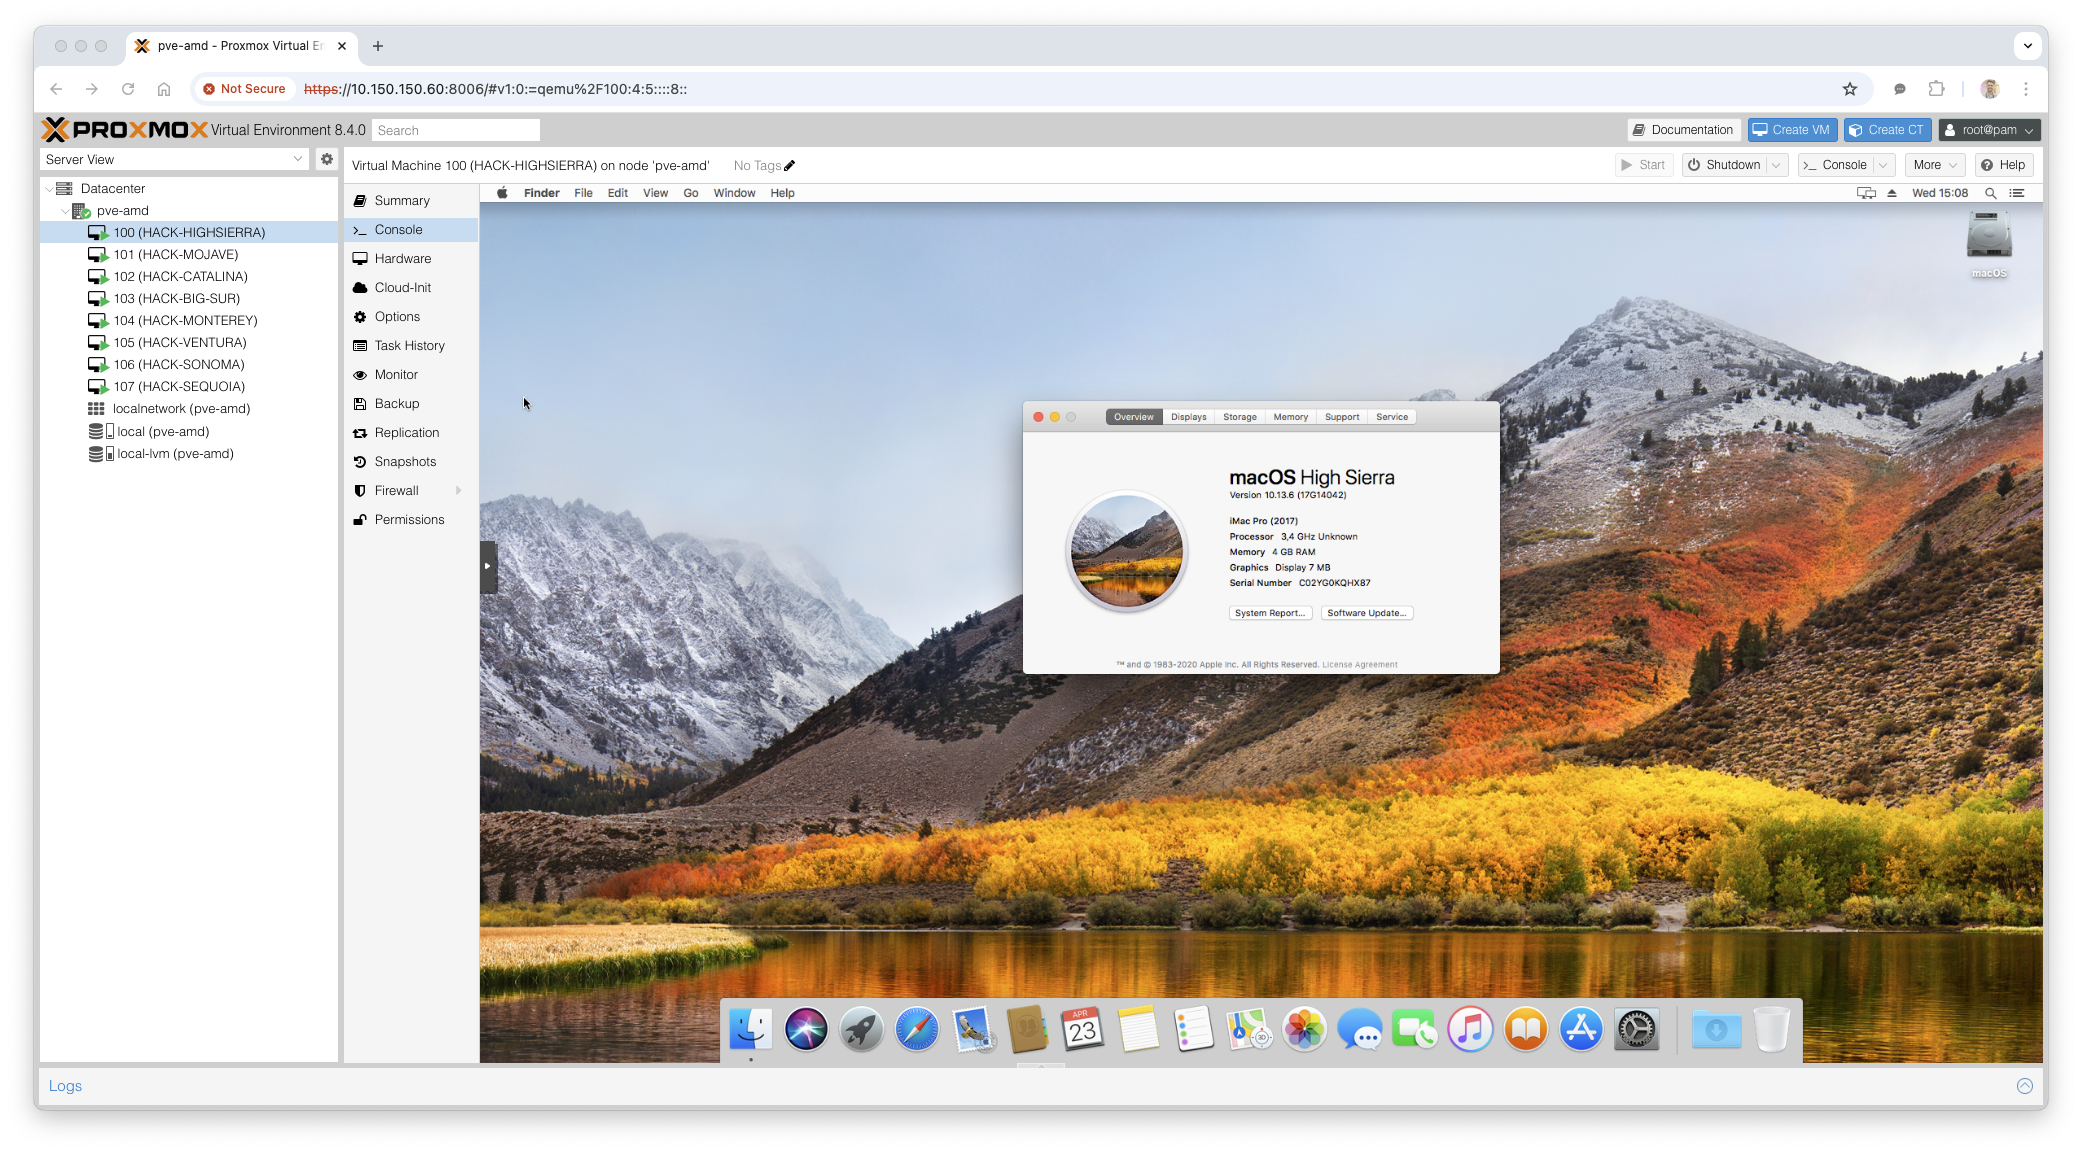 pve-amd - Proxmox Virtual Er
Not Secure https://10.150.150.60:8006/#v1:0:=qemu%2F100:4:5::::8::
PROXMOX Virtual Environment 8.4.0 Search Documentation Create VM Create CT root@pam
Server View
Virtual Machine 100 (HACK-HIGHSIERRA) on node 'pve-amd' No Tags Start Shutdown Console More Help
Datacenter
pve-amd
100 (HACK-HIGHSIERRA)
101 (HACK-MOJAVE)
102 (HACK-CATALINA)
103 (HACK-BIG-SUR)
104 (HACK-MONTEREY)
105 (HACK-VENTURA)
106 (HACK-SONOMA)
107 (HACK-SEQUOIA)
localnetwork (pve-amd)
local (pve-amd)
local-lvm (pve-amd)
Summary
Console
Hardware
Cloud-Init
Options
Task History
Monitor
Backup
Replication
Snapshots
Firewall
Permissions
Finder File Edit View Go Window Help Wed 15:08
macOS
Overview Displays Storage Memory Support Service
macOS High Sierra
Version 10.13.6 (17G14042)
iMac Pro (2017)
Processor 3,4 GHz Unknown
Memory 4 GB RAM
Graphics Display 7 MB
Serial Number C02YG0KQHX87
System Report... Software Update...
™ and © 1983-2020 Apple Inc. All Rights Reserved. License Agreement
APR
23
3D
Logs